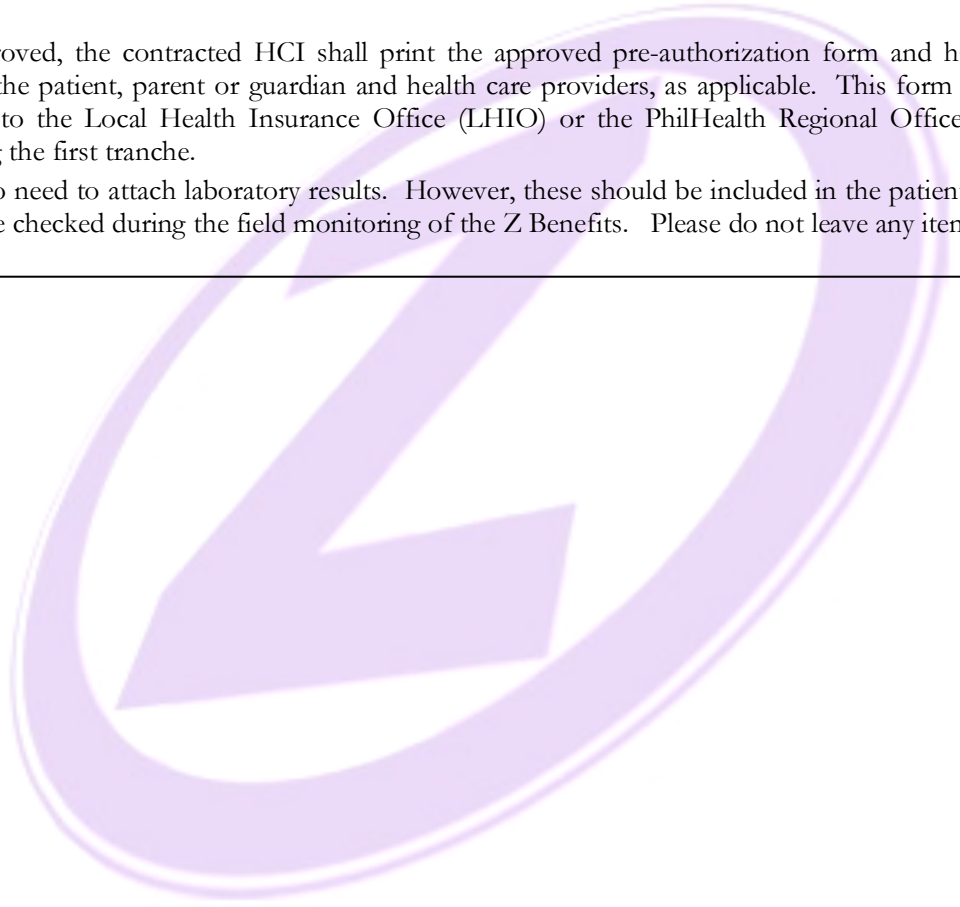 roved, the contracted HCI shall print the approved pre-authorization form and h
the patient, parent or guardian and health care providers, as applicable. This form
to the Local Health Insurance Office (LHIO) or the PhilHealth Regional Office
the first tranche.
o need to attach laboratory results. However, these should be included in the patient
e checked during the field monitoring of the Z Benefits. Please do not leave any iten
Z